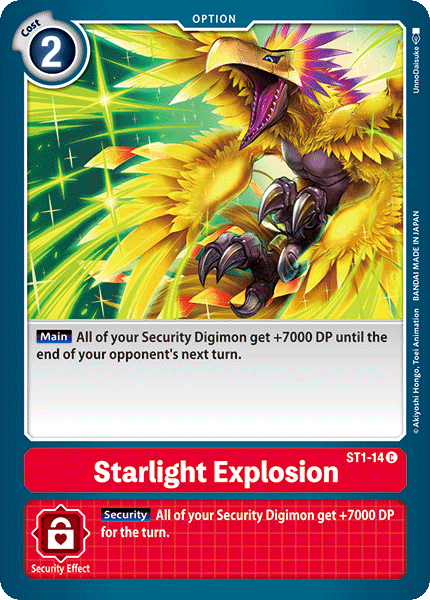 OPTION
Cost
2
UnnoDaisuke
Main All of your Security Digimon get +7000 DP until the
end of your opponent's next turn.
©Akiyoshi Hongo, Toei Animation BANDAI MADE IN JAPAN
ST1-14 C
Starlight Explosion
Security All of your Security Digimon get +7000 DP
for the turn.
Security Effect